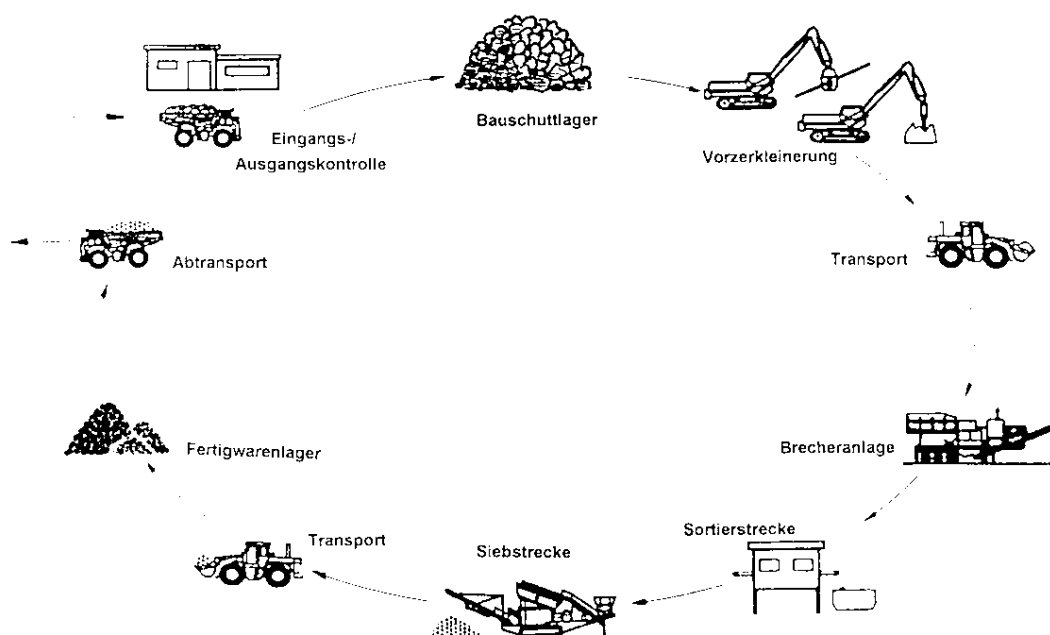 Eingangs-/
Ausgangskontrolle
Bauschuttlager
Vorzerkleinerung
Transport
Brecheranlage
Sortierstrecke
Siebstrecke
Transport
Fertigwarenlager
Abtransport